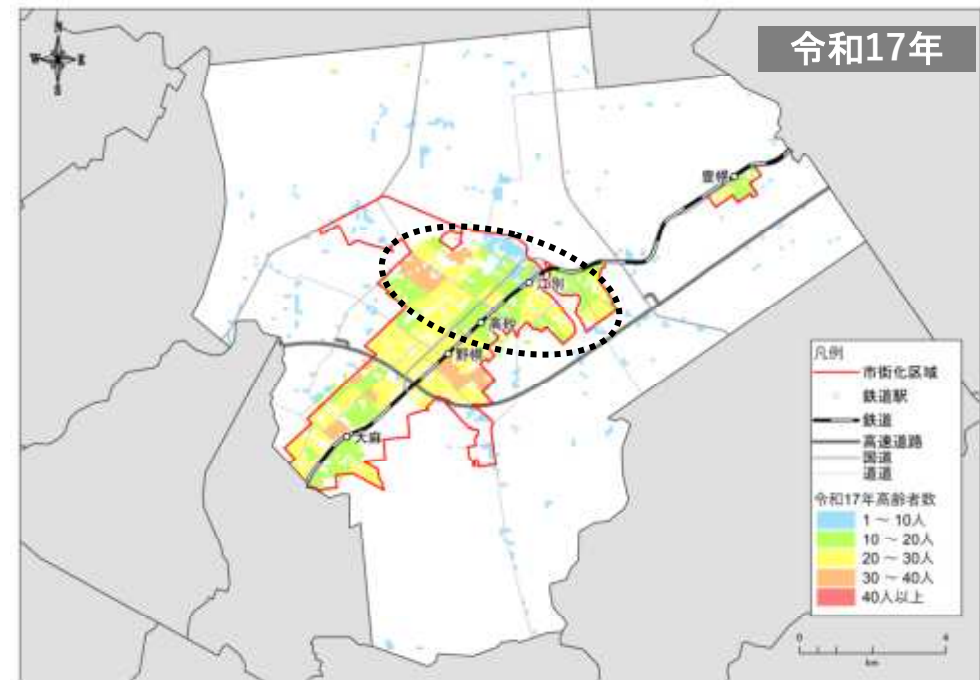 令和17年
N
W
E
S
豊幌
江別
高砂
野幌
大麻
凡例
市街化区域
鉄道駅
鉄道
高速道路
国道
道道
令和17年高齢者数
1 ~ 10人
10 ~ 20人
20 ~ 30人
30 ~ 40人
40人以上
0
4
km